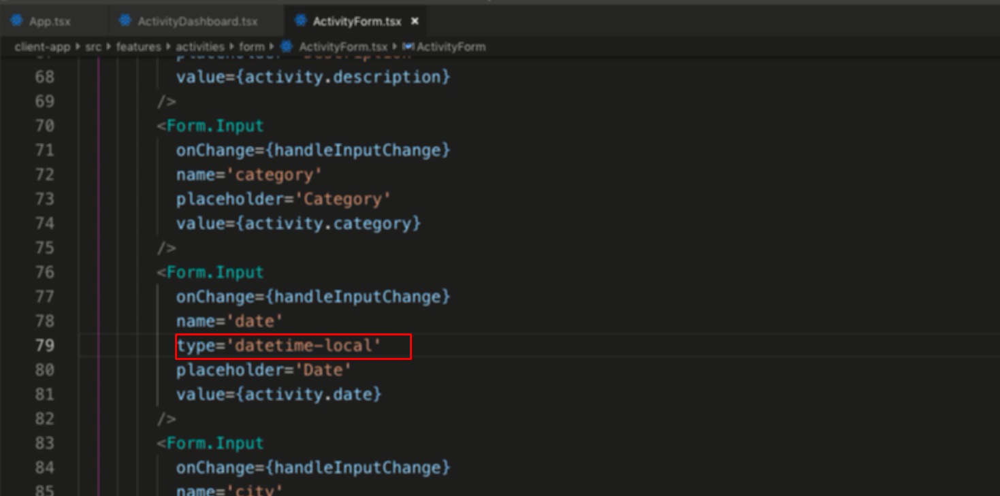 App.tsx ActivityDashboard.tsx ActivityForm.tsx ×
client-app src features activities form ActivityForm.tsx ActivityForm
68 value={activity.description}
69 />
70 <Form.Input
71 onChange={handleInputChange}
72 name='category'
73 placeholder='Category'
74 value={activity.category}
75 />
76 <Form.Input
77 onChange={handleInputChange}
78 name='date'
79 type='datetime-local'
80 placeholder='Date'
81 value={activity.date}
82 />
83 <Form.Input
84 onChange={handleInputChange}
85 name='city'